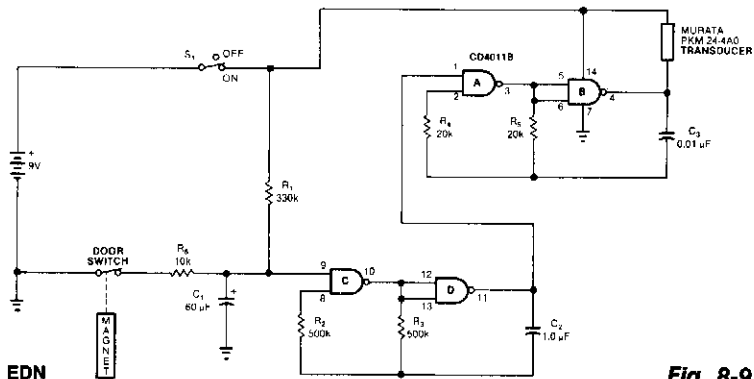 S1
OFF
ON
MURATA
PKM 24-4A0
TRANSDUCER
CD4011B
1
2
A
3
5
6
14
B
7
4
R4
20k
R5
20k
C3
0.01 µF
+
9V
R1
330k
DOOR
SWITCH
R6
10k
C1
60 µF
+
MAGNET
9
8
C
10
12
13
D
11
R2
500k
R3
500k
C2
1.0 µF
EDN
Fig. 8-9